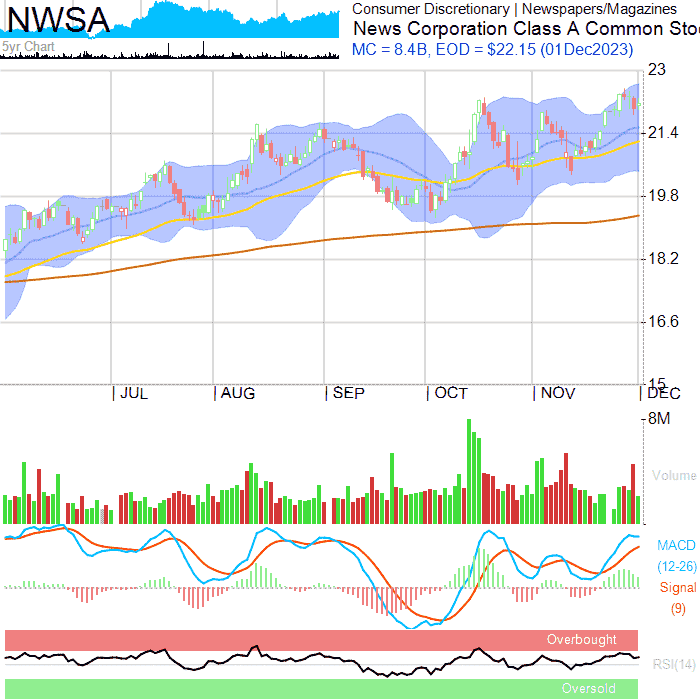 NWSA
Consumer Discretionary | Newspapers/Magazines
News Corporation Class A Common Sto
MC = 8.4B, EOD = $22.15 (01Dec2023)
5yr Chart
23
21.4
19.8
18.2
16.6
15
JUL
AUG
SEP
OCT
NOV
DEC
8M
Volume
MACD
(12-26)
Signal
(9)
Overbought
RSI(14)
Oversold